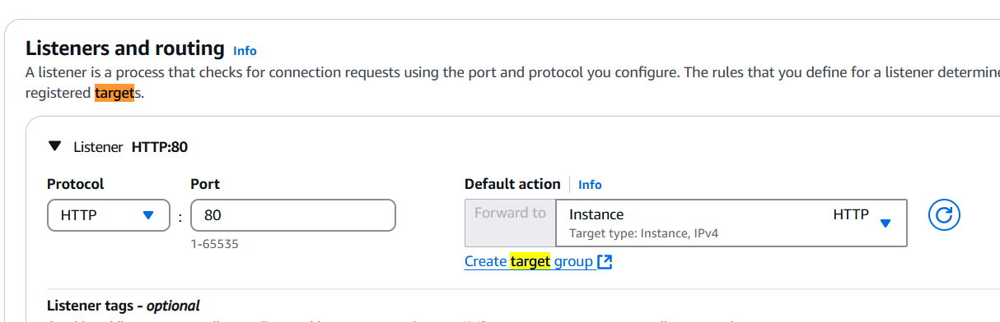 Listeners and routing Info
A listener is a process that checks for connection requests using the port and protocol you configure. The rules that you define for a listener determine
registered targets.
Listener HTTP:80
Protocol Port Default action Info
HTTP : 80 Forward to Instance HTTP
Target type: Instance, IPv4
1-65535
Create target group
Listener tags - optional